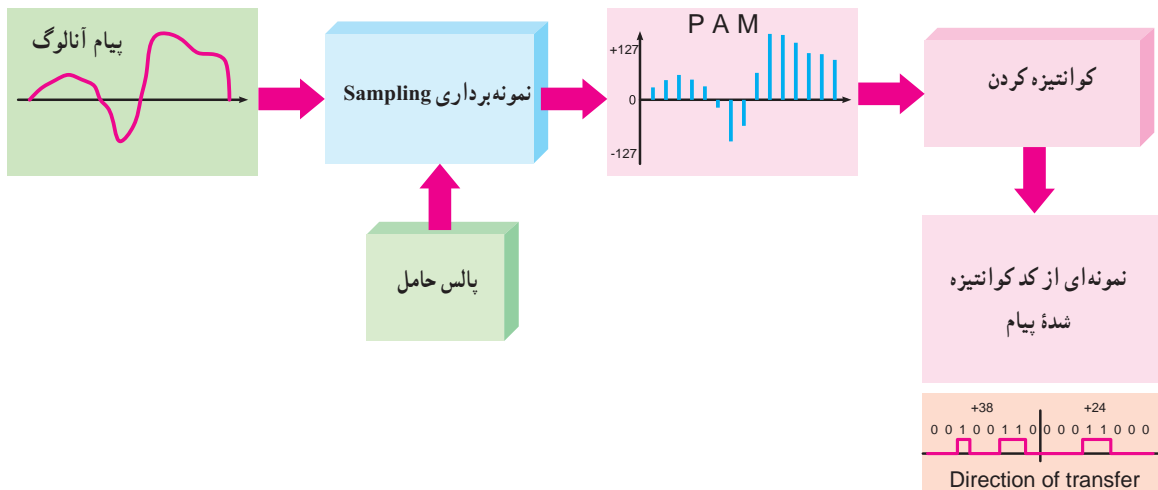 پیام آنالوگ
نمونه‌برداری Sampling
پالس حامل
P A M
+127
0
-127
کوانتیزه کردن
نمونه‌ای از کد کوانتیزه
شدهٔ پیام
+38 +24
0 0 1 0 0 1 1 0 0 0 0 1 1 0 0 0
Direction of transfer